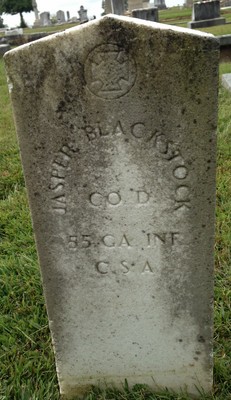 JASPER BLACKSTOCK
CO D
55 GA INF
C S A